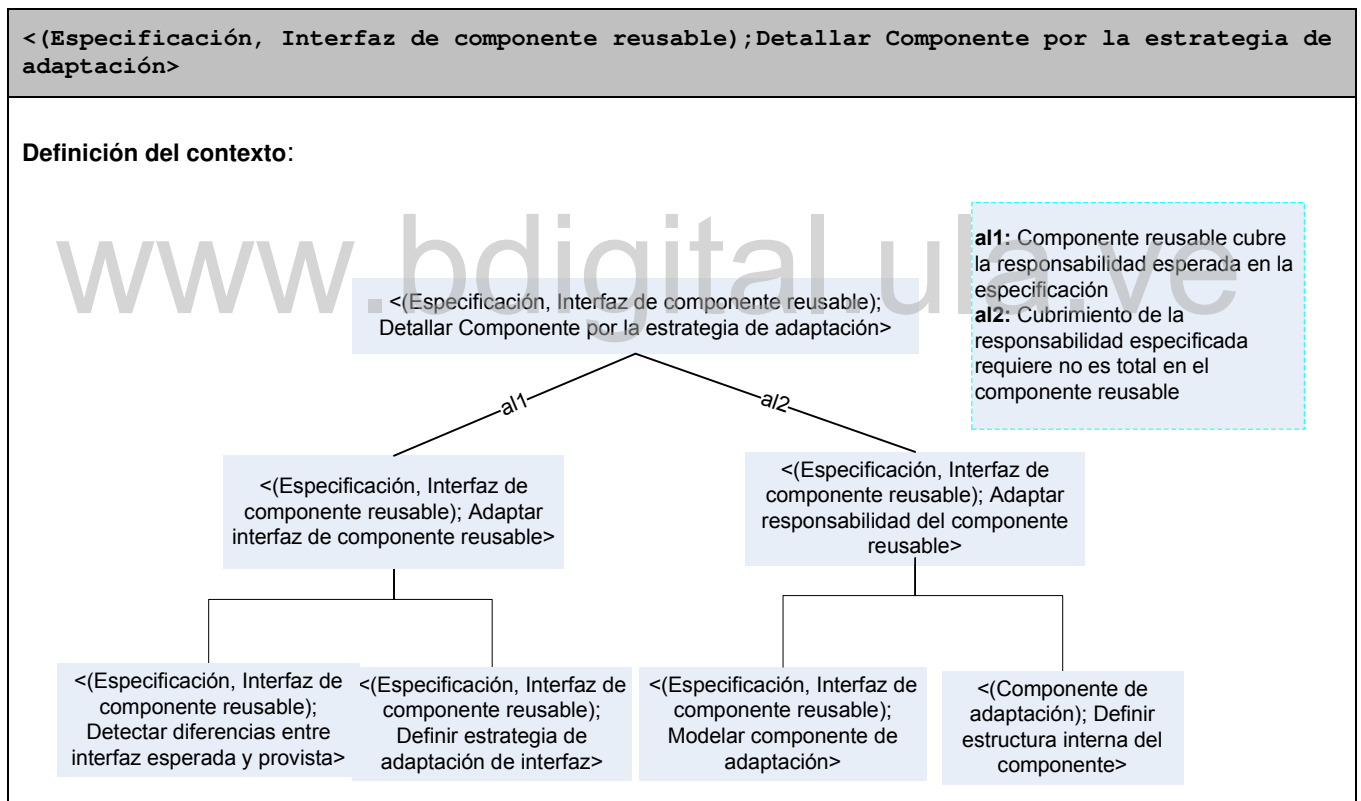 <(Especificación, Interfaz de componente reusable);Detallar Componente por la estrategia de
adaptación>
Definición del contexto:
www.bdigital.ula.ve
al1: Componente reusable cubre
la responsabilidad esperada en la
especificación
al2: Cubrimiento de la
responsabilidad especificada
requiere no es total en el
componente reusable
<(Especificación, Interfaz de componente reusable);
Detallar Componente por la estrategia de adaptación>
al1
al2
<(Especificación, Interfaz de
componente reusable); Adaptar
interfaz de componente reusable>
<(Especificación, Interfaz de
componente reusable); Adaptar
responsabilidad del componente
reusable>
<(Especificación, Interfaz de
componente reusable);
Detectar diferencias entre
interfaz esperada y provista>
<(Especificación, Interfaz de
componente reusable);
Definir estrategia de
adaptación de interfaz>
<(Especificación, Interfaz de
componente reusable);
Modelar componente de
adaptación>
<(Componente de
adaptación); Definir
estructura interna del
componente>